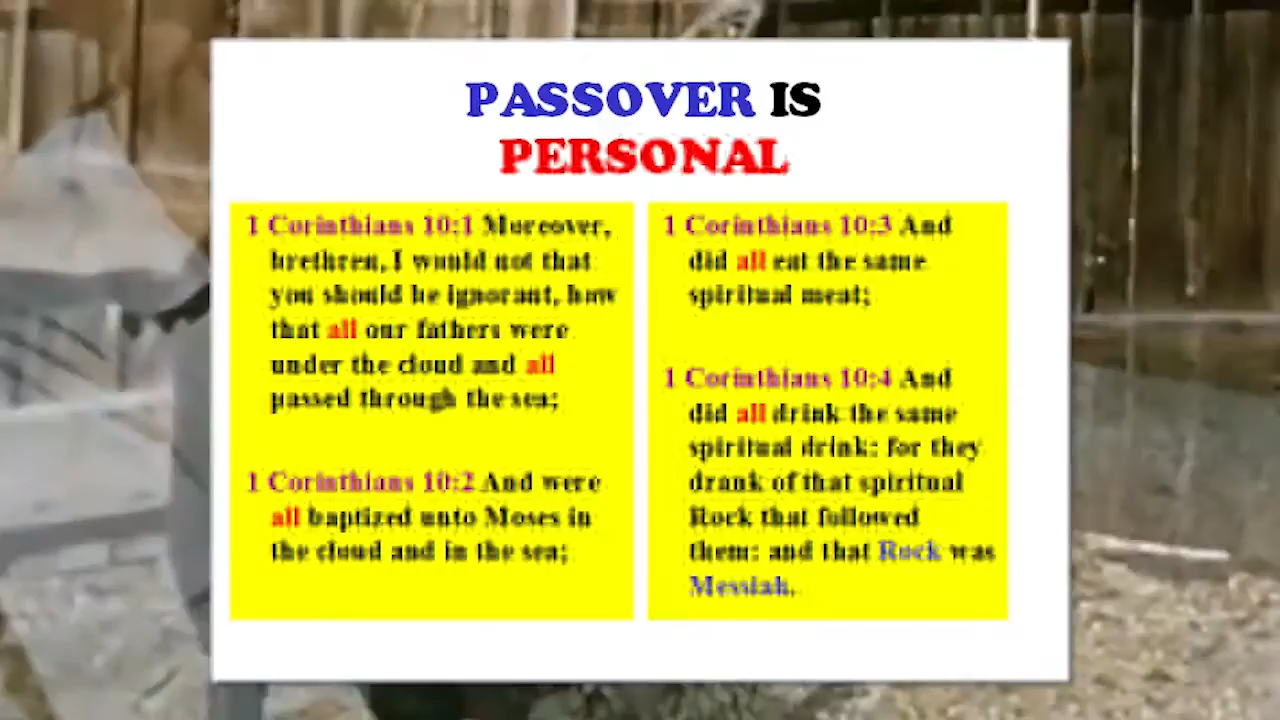 PASSOVER IS
PERSONAL
1 Corinthians 10:1 Moreover,
brethren, I would not that
you should be ignorant, how
that all our fathers were
under the cloud and all
passed through the sea;
1 Corinthians 10:2 And were
all baptized unto Moses in
the cloud and in the sea;
1 Corinthians 10:3 And
did all eat the same
spiritual meat;
1 Corinthians 10:4 And
did all drink the same
spiritual drink: for they
drank of that spiritual
Rock that followed
them: and that Rock was
Messiah.